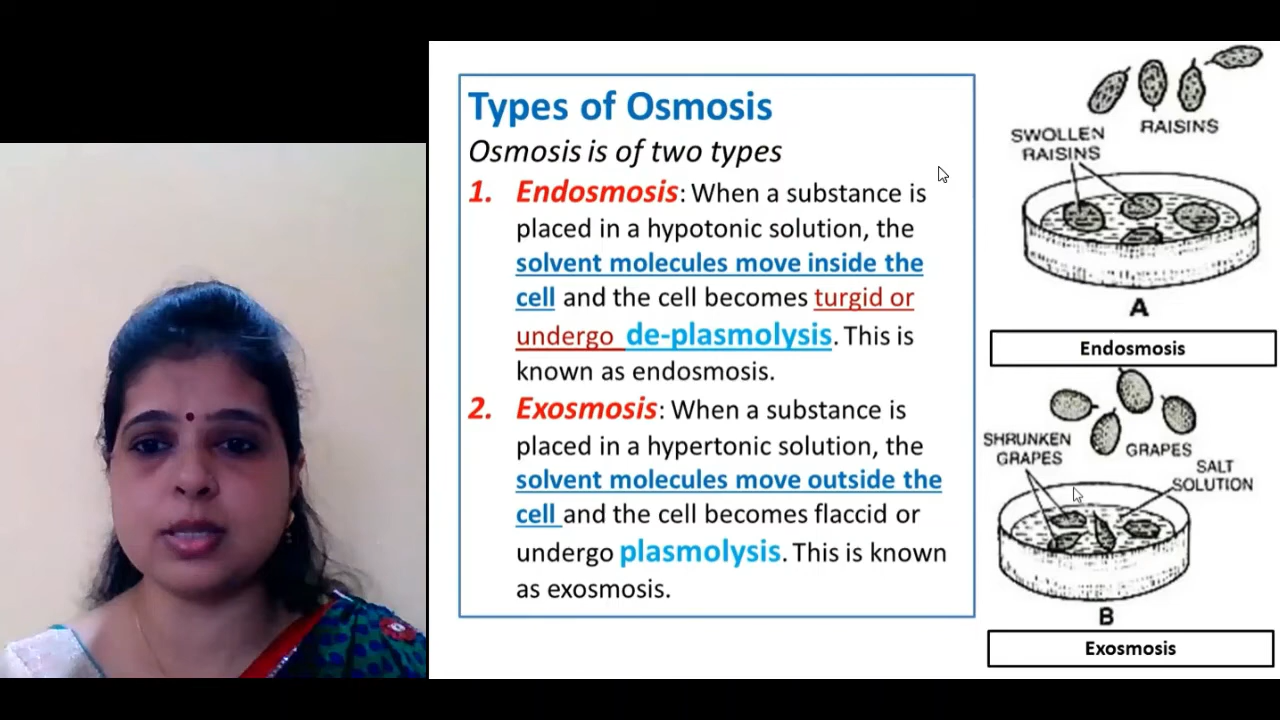 Types of Osmosis
Osmosis is of two types
1. Endosmosis: When a substance is
placed in a hypotonic solution, the
solvent molecules move inside the
cell and the cell becomes turgid or
undergo de-plasmolysis. This is
known as endosmosis.
2. Exosmosis: When a substance is
placed in a hypertonic solution, the
solvent molecules move outside the
cell and the cell becomes flaccid or
undergo plasmolysis. This is known
as exosmosis.
RAISINS
SWOLLEN
RAISINS
A
Endosmosis
SHRUNKEN
GRAPES
GRAPES
SALT
SOLUTION
B
Exosmosis